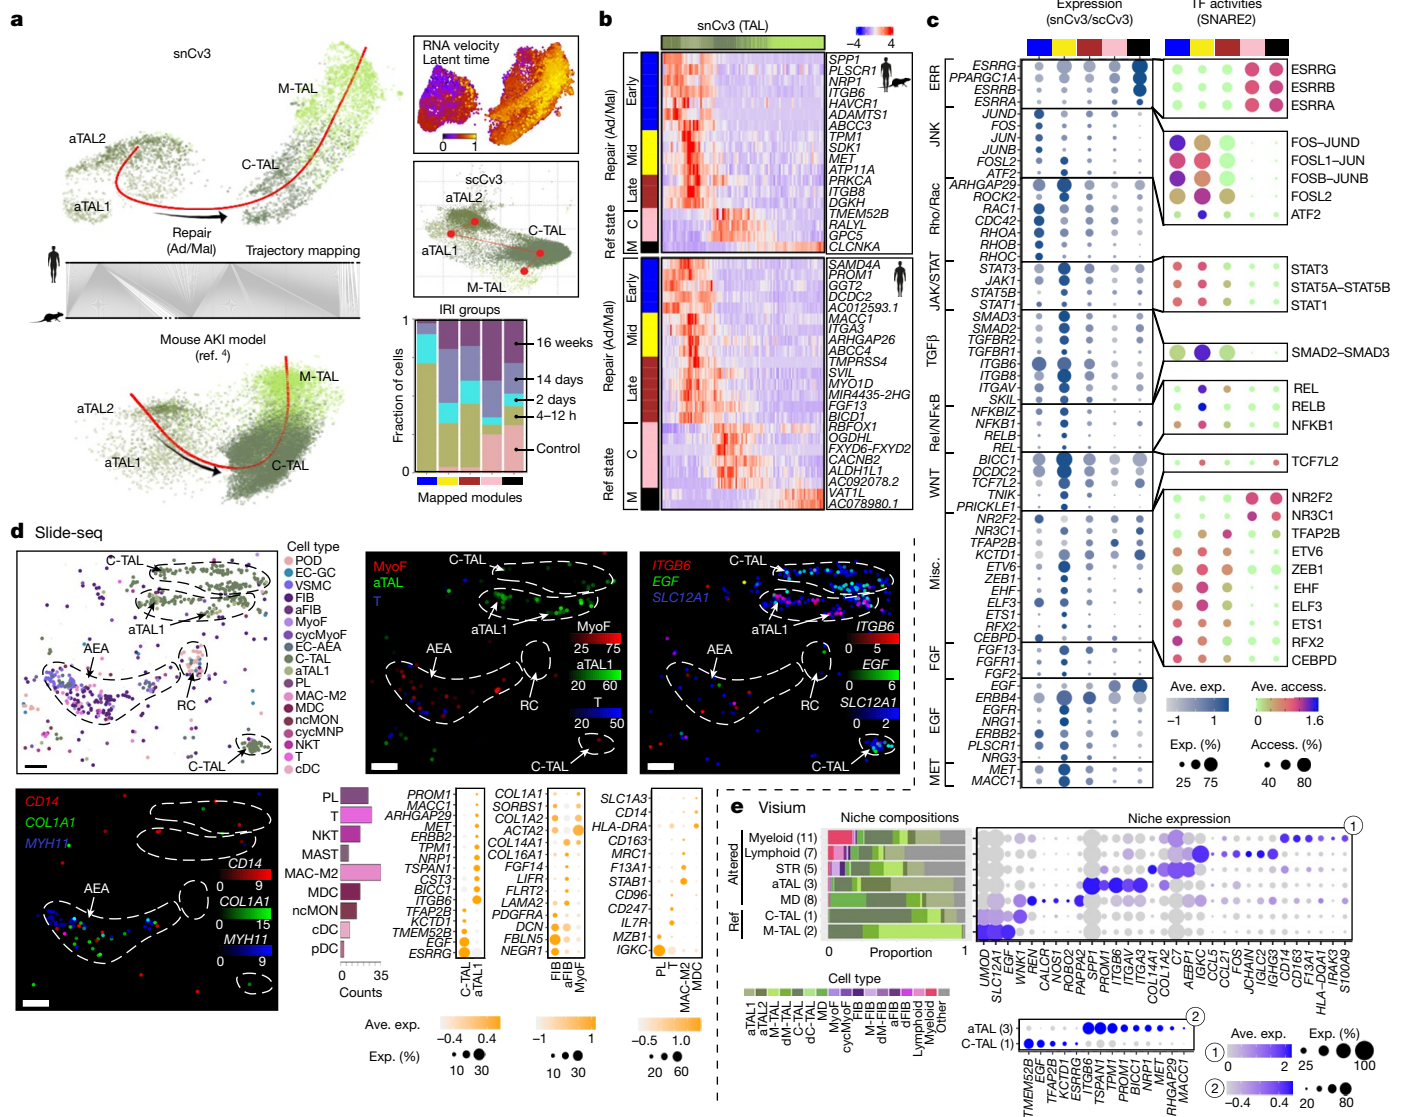 a
snCv3
M-TAL
aTAL2
C-TAL
aTAL1
Repair
(Ad/Mal)
Trajectory mapping
Mouse AKI model
(ref. 4)
M-TAL
aTAL2
aTAL1
C-TAL
RNA velocity
Latent time
0 1
scCv3
aTAL2
C-TAL
aTAL1
M-TAL
IRI groups
1
0
Fraction of cells
16 weeks
14 days
2 days
4–12 h
Control
Mapped modules
b
snCv3 (TAL)
−4 4
Repair (Ad/Mal)
Early
Mid
Late
Ref state
C
M
SPP1
PLSCR1
NRP1
ITGB6
HAVCR1
ADAMTS1
ABCC3
TPM1
SDK1
MET
ATP11A
PRKCA
ITGB8
DGKH
TMEM52B
RALYL
GPC5
CLCNKA
Repair (Ad/Mal)
Early
Mid
Late
Ref state
C
M
SAMD4A
PROM1
GGT2
DCDC2
AC012593.1
MACC1
ITGA3
ARHGAP26
ABCC4
TMPRSS4
SVIL
MYO1D
MIR4435-2HG
FGF13
BICD1
RBFOX1
OGDHL
FXYD6-FXYD2
CACNB2
ALDH1L1
AC092078.2
VAT1L
AC078980.1
c
Expression
(snCv3/scCv3)
TF activities
(SNARE2)
ERR
ESRRG
PPARGC1A
ESRRB
ESRRA
JNK
JUND
FOS
JUN
JUNB
FOSL2
ATF2
Rho/Rac
ARHGAP29
ROCK2
RAC1
CDC42
RHOA
RHOB
RHOC
JAK/STAT
STAT3
JAK1
STAT5B
STAT1
TGFβ
SMAD3
SMAD2
TGFBR2
TGFBR1
ITGB6
ITGB8
ITGAV
SKIL
Rel/NFκB
NFKBIZ
NFKB1
RELB
REL
WNT
BICC1
DCDC2
TCF7L2
TNIK
PRICKLE1
Misc.
NR2F2
NR3C1
TFAP2B
KCTD1
ETV6
ZEB1
EHF
ELF3
ETS1
RFX2
CEBPD
FGF
FGF13
FGFR1
FGF2
EGF
EGF
ERBB4
EGFR
NRG1
ERBB2
PLSCR1
NRG3
MET
MET
MACC1
ESRRG
ESRRB
ESRRA
FOS–JUND
FOSL1–JUN
FOSB–JUNB
FOSL2
ATF2
STAT3
STAT5A–STAT5B
STAT1
SMAD2–SMAD3
REL
RELB
NFKB1
TCF7L2
NR2F2
NR3C1
TFAP2B
ETV6
ZEB1
EHF
ELF3
ETS1
RFX2
CEBPD
Ave. exp.
−1 1
Exp. (%)
25 75
Ave. access.
0 1.6
Access. (%)
40 80
d Slide-seq
C-TAL
aTAL1
AEA
RC
C-TAL
Cell type
POD
EC-GC
VSMC
FIB
aFIB
MyoF
cycMyoF
EC-AEA
C-TAL
aTAL1
PL
MAC-M2
MDC
ncMON
cycMNP
NKT
T
cDC
MyoF
aTAL
T
C-TAL
aTAL1
AEA
RC
C-TAL
MyoF
25 75
aTAL1
20 60
T
20 50
ITGB6
EGF
SLC12A1
C-TAL
aTAL1
AEA
RC
C-TAL
ITGB6
0 5
EGF
0 6
SLC12A1
0 2
CD14
COL1A1
MYH11
AEA
CD14
0 9
COL1A1
0 15
MYH11
0 9
PL
T
NKT
MAST
MAC-M2
MDC
ncMON
cDC
pDC
0 35
Counts
PROM1
MACC1
ARHGAP29
MET
ERBB2
TPM1
NRP1
TSPAN1
CST3
BICC1
ITGB6
TFAP2B
KCTD1
TMEM52B
EGF
ESRRG
C-TAL
aTAL1
COL1A1
SORBS1
COL1A2
ACTA2
COL14A1
COL16A1
FGF14
LIFR
FLRT2
LAMA2
PDGFRA
DCN
FBLN5
NEGR1
FIB
aFIB
MyoF
SLC1A3
CD14
HLA-DRA
CD163
MRC1
F13A1
STAB1
CD96
CD247
IL7R
MZB1
IGKC
PL
T
MAC-M2
MDC
Ave. exp.
−0.4 0.4
Exp. (%)
10 30
−1 1
10 30
−0.5 1.0
20 60
e Visium
Niche compositions
Altered
Ref
Myeloid (11)
Lymphoid (7)
STR (5)
aTAL (3)
MD (8)
C-TAL (1)
M-TAL (2)
0 Proportion 1
Cell type
aTAL1
aTAL2
M-TAL
dM-TAL
C-TAL
dC-TAL
MD
MyoF
cycMyoF
FIB
M-FIB
dM-FIB
aFIB
dFIB
Lymphoid
Myeloid
Other
Niche expression
1
UMOD
SLC12A1
EGF
WNK1
REN
CALCR
NOS1
ROBO2
PAPPA2
SPP1
PROM1
ITGB6
ITGAV
ITGA3
COL14A1
COL1A2
C7
AEBP1
IGKC
CCL5
CCL21
FOS
JCHAIN
IGLC2
IGHG3
CD14
CD163
F13A1
HLA-DQA1
IRAK3
S100A9
2
aTAL (3)
C-TAL (1)
TMEM52B
EGF
TFAP2B
KCTD1
ESRRG
ITGB6
TSPAN1
TPM1
PROM1
BICC1
NRP1
MET
RHGAP29
MACC1
Ave. exp.
Exp. (%)
1
0 2
25 100
2
−0.4 0.4
20 80